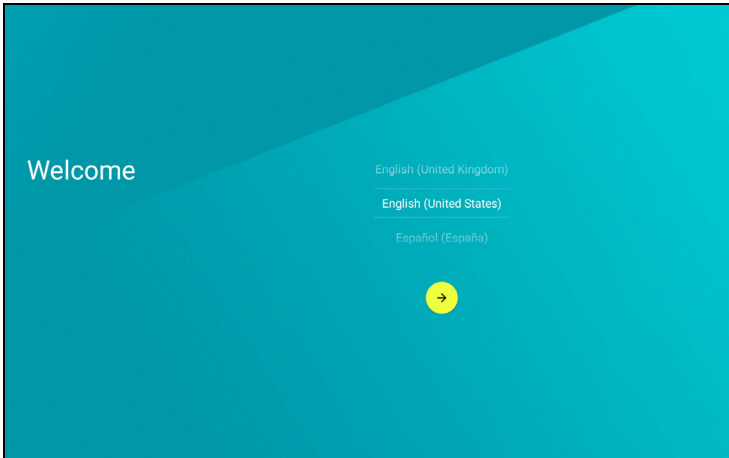 Welcome
English (United Kingdom)
English (United States)
Español (España)